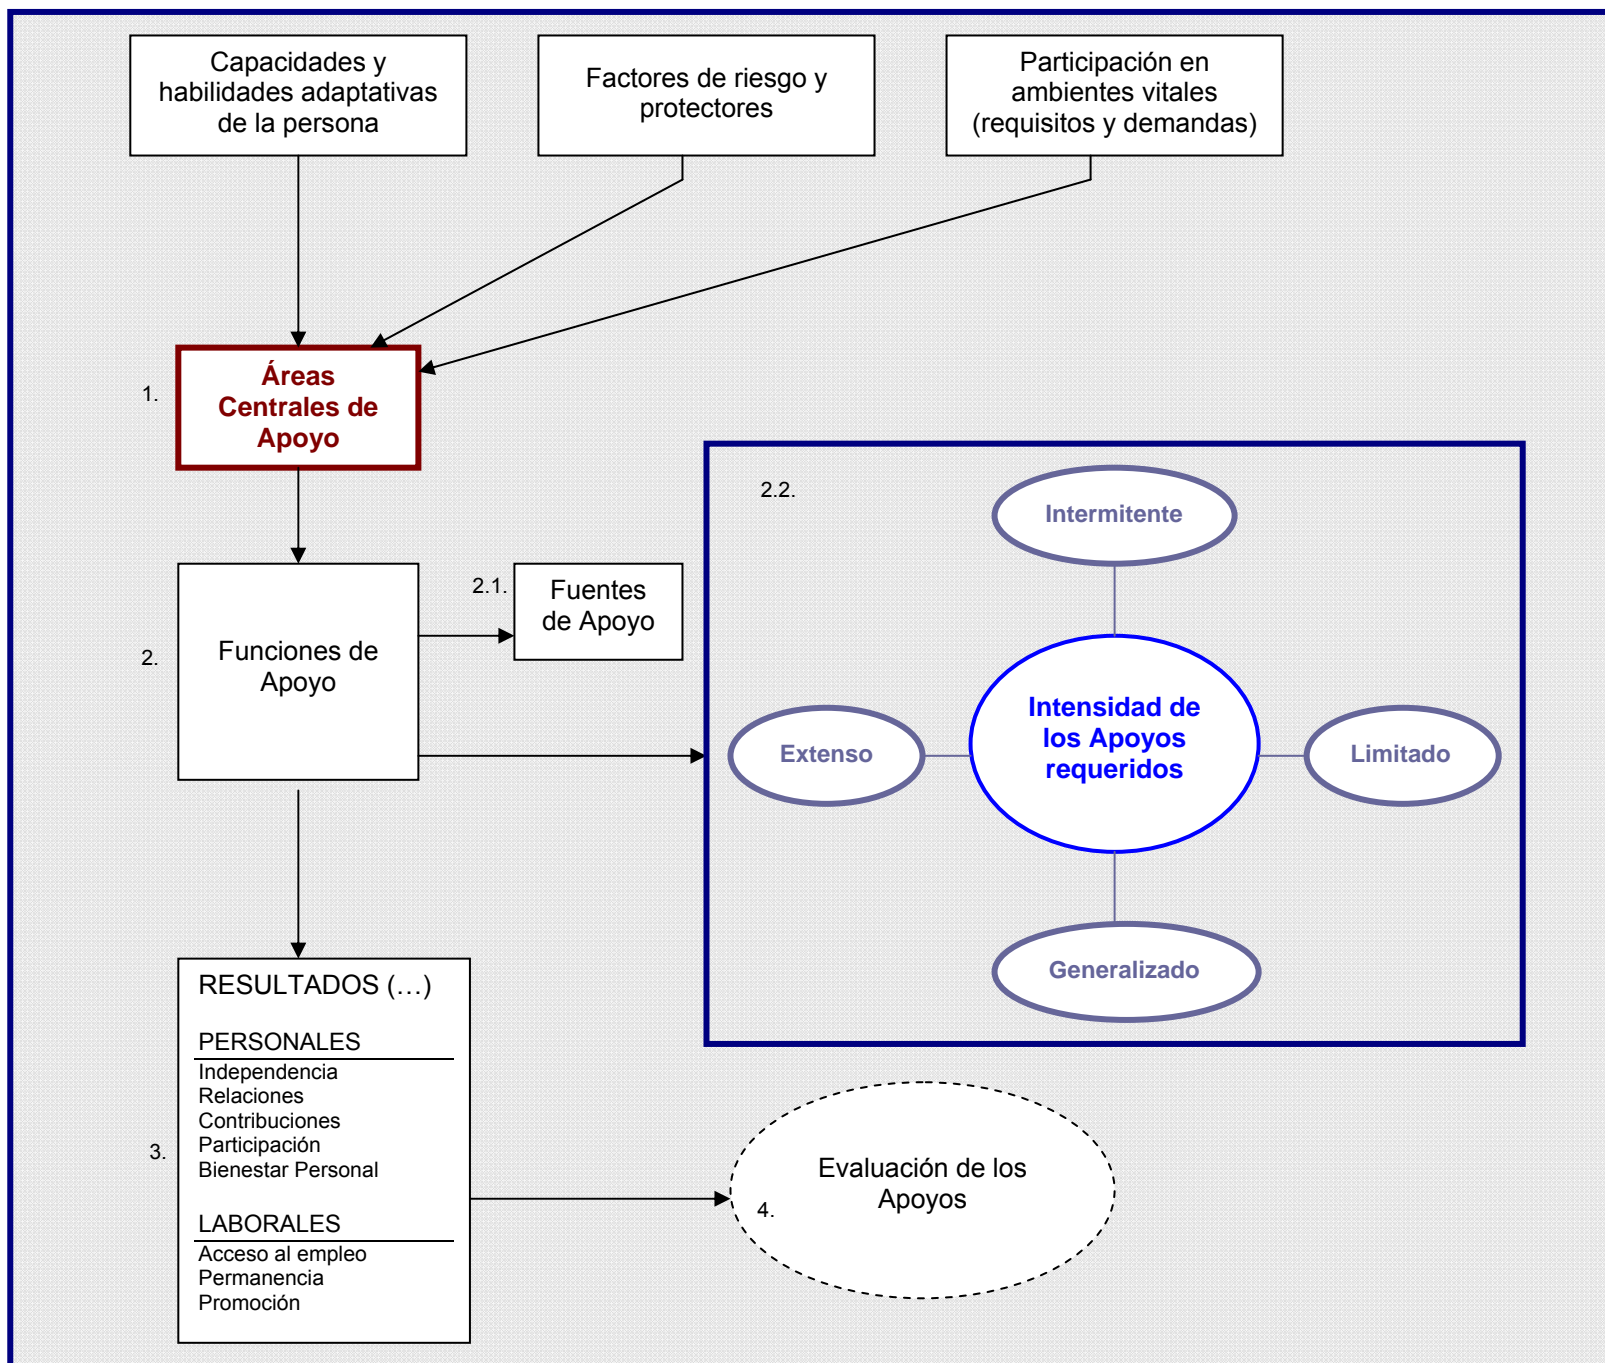 Capacidades y
habilidades adaptativas
de la persona
Factores de riesgo y
protectores
Participación en
ambientes vitales
(requisitos y demandas)
1.
Áreas
Centrales de
Apoyo
2.
Funciones de
Apoyo
2.1.
Fuentes
de Apoyo
2.2.
Intermitente
Extenso
Intensidad de
los Apoyos
requeridos
Limitado
Generalizado
3.
RESULTADOS (…)
PERSONALES
Independencia
Relaciones
Contribuciones
Participación
Bienestar Personal
LABORALES
Acceso al empleo
Permanencia
Promoción
4.
Evaluación de los
Apoyos